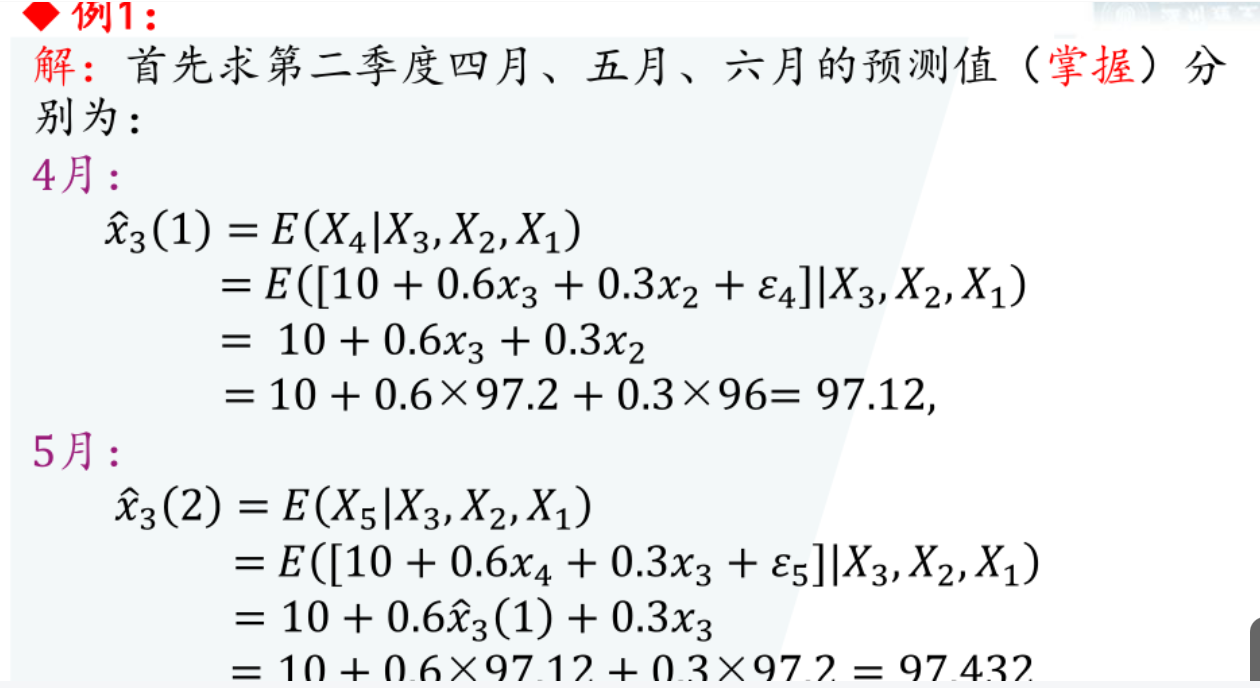 ◆ 例1：
解：首先求第二季度四月、五月、六月的预测值（掌握）分
别为：
4月：
x̂₃(1) = E(X₄|X₃, X₂, X₁)
= E([10 + 0.6x₃ + 0.3x₂ + ε₄]|X₃, X₂, X₁)
= 10 + 0.6x₃ + 0.3x₂
= 10 + 0.6×97.2 + 0.3×96= 97.12,
5月：
x̂₃(2) = E(X₅|X₃, X₂, X₁)
= E([10 + 0.6x₄ + 0.3x₃ + ε₅]|X₃, X₂, X₁)
= 10 + 0.6x̂₃(1) + 0.3x₃
= 10 + 0.6×97.12 + 0.3×97.2 = 97.432